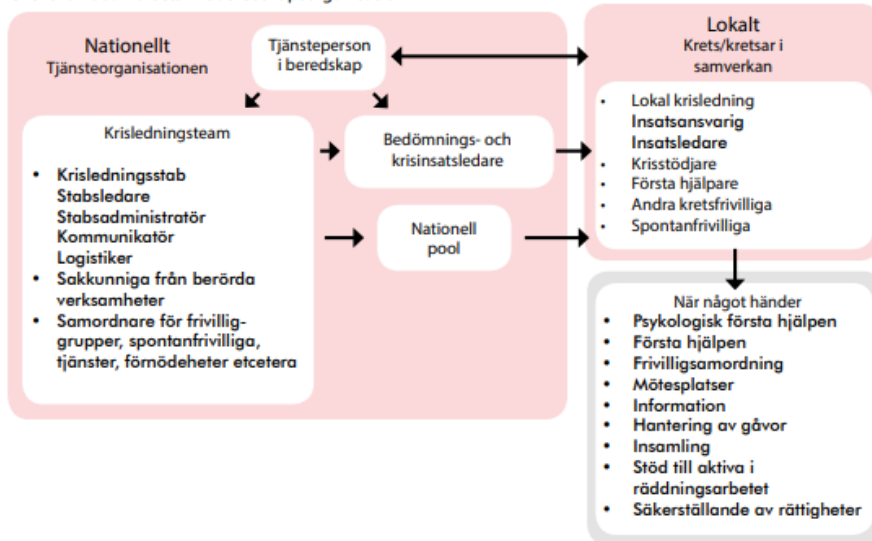 Nationellt
Tjänsteorganisationen
Tjänsteperson
i beredskap
Krisledningsteam
• Krisledningsstab
Stabsledare
Stabsadministratör
Kommunikatör
Logistiker
• Sakkunniga från berörda
verksamheter
• Samordnare för frivillig-
grupper, spontanfrivilliga,
tjänster, förnödeheter etcetera
Bedömnings- och
krisinsatsledare
Nationell
pool
Lokalt
Krets/kretsar i
samverkan
• Lokal krisledning
Insatsansvarig
Insatsledare
• Krisstödjare
• Första hjälpare
• Andra kretsfrivilliga
• Spontanfrivilliga
När något händer
• Psykologisk första hjälpen
• Första hjälpen
• Frivilligsamordning
• Mötesplatser
• Information
• Hantering av gåvor
• Insamling
• Stöd till aktiva i
räddningsarbetet
• Säkerställande av rättigheter